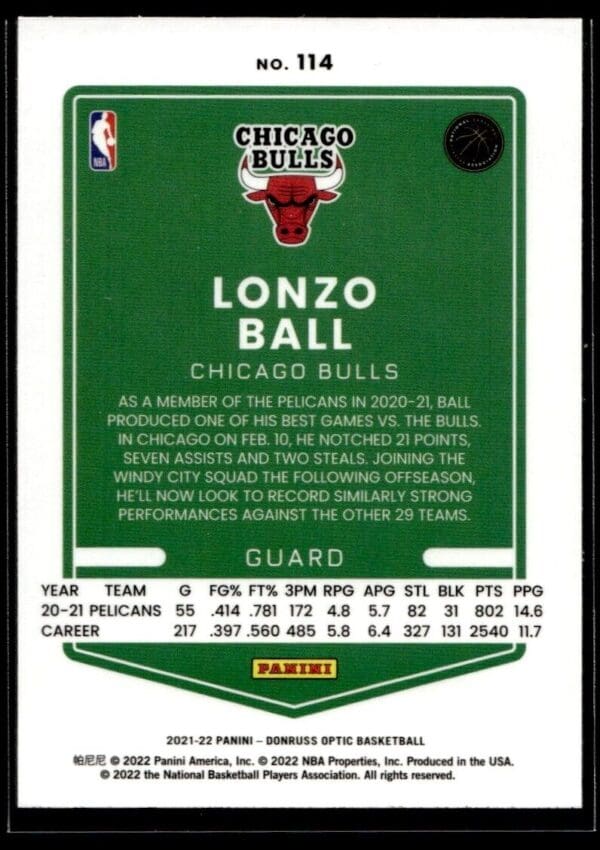 NO. 114
NBA
NATIONAL
ASSOCIATION
CHICAGO
BULLS
LONZO
BALL
CHICAGO BULLS
AS A MEMBER OF THE PELICANS IN 2020-21, BALL
PRODUCED ONE OF HIS BEST GAMES VS. THE BULLS.
IN CHICAGO ON FEB. 10, HE NOTCHED 21 POINTS,
SEVEN ASSISTS AND TWO STEALS. JOINING THE
WINDY CITY SQUAD THE FOLLOWING OFFSEASON,
HE'LL NOW LOOK TO RECORD SIMILARLY STRONG
PERFORMANCES AGAINST THE OTHER 29 TEAMS.
GUARD
YEAR TEAM G FG% FT% 3PM RPG APG STL BLK PTS PPG
20-21 PELICANS 55 .414 .781 172 4.8 5.7 82 31 802 14.6
CAREER 217 .397 .560 485 5.8 6.4 327 131 2540 11.7
PANINI
2021-22 PANINI – DONRUSS OPTIC BASKETBALL
帕尼尼 © 2022 Panini America, Inc. © 2022 NBA Properties, Inc. Produced in the USA.
© 2022 the National Basketball Players Association. All rights reserved.